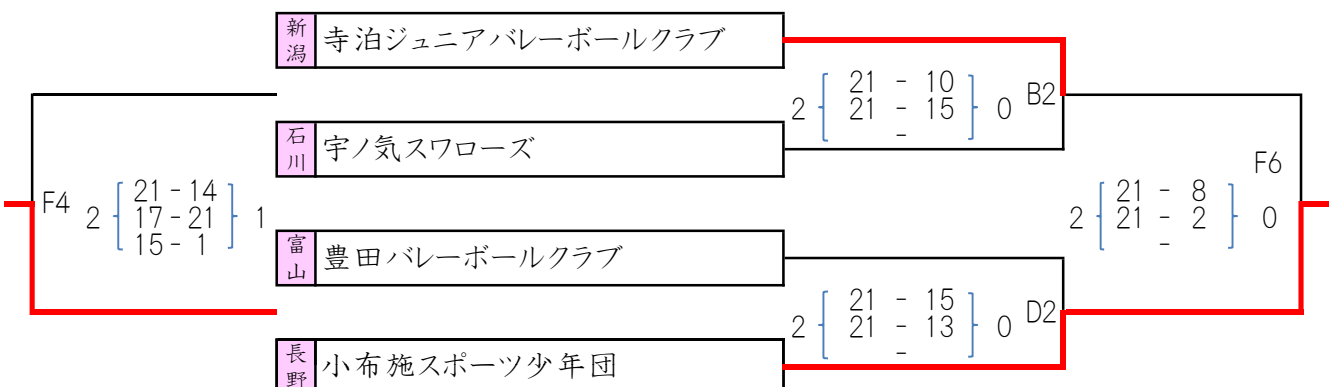 新潟 寺泊ジュニアバレーボールクラブ
2 21 - 10 0 B2
21 - 15
-
石川 宇ノ気スワローズ
F4 2 21 - 14 1
17 - 21
15 - 1
F6
2 21 - 8 0
21 - 2
-
富山 豊田バレーボールクラブ
2 21 - 15 0 D2
21 - 13
-
長野 小布施スポーツ少年団